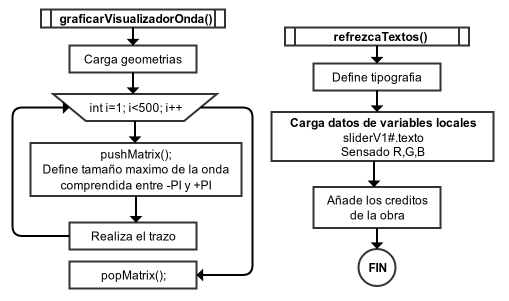 graficarVisualizadorOnda()
Carga geometrias
int i=1; i<500; i++
pushMatrix();
Define tamaño maximo de la onda
comprendida entre -PI y +PI
Realiza el trazo
popMatrix();
refrezcaTextos()
Define tipografia
Carga datos de variables locales
sliderV1#.texto
Sensado R,G,B
Añade los creditos
de la obra
FIN